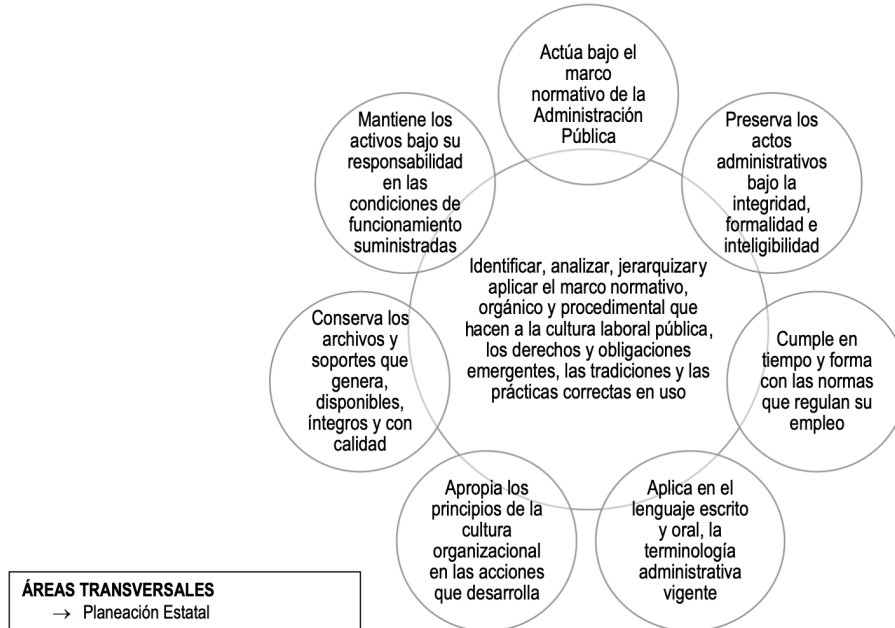 Actúa bajo el
marco
normativo de la
Administración
Pública
Preserva los
actos
administrativos
bajo la
integridad,
formalidad e
inteligibilidad
Cumple en
tiempo y forma
con las normas
que regulan su
empleo
Aplica en el
lenguaje escrito
y oral, la
terminología
administrativa
vigente
Apropia los
principios de la
cultura
organizacional
en las acciones
que desarrolla
Conserva los
archivos y
soportes que
genera,
disponibles,
íntegros y con
calidad
Mantiene los
activos bajo su
responsabilidad
en las
condiciones de
funcionamiento
suministradas
Identificar, analizar, jerarquizar y
aplicar el marco normativo,
orgánico y procedimental que
hacen a la cultura laboral pública,
los derechos y obligaciones
emergentes, las tradiciones y las
prácticas correctas en uso
ÁREAS TRANSVERSALES
→ Planeación Estatal